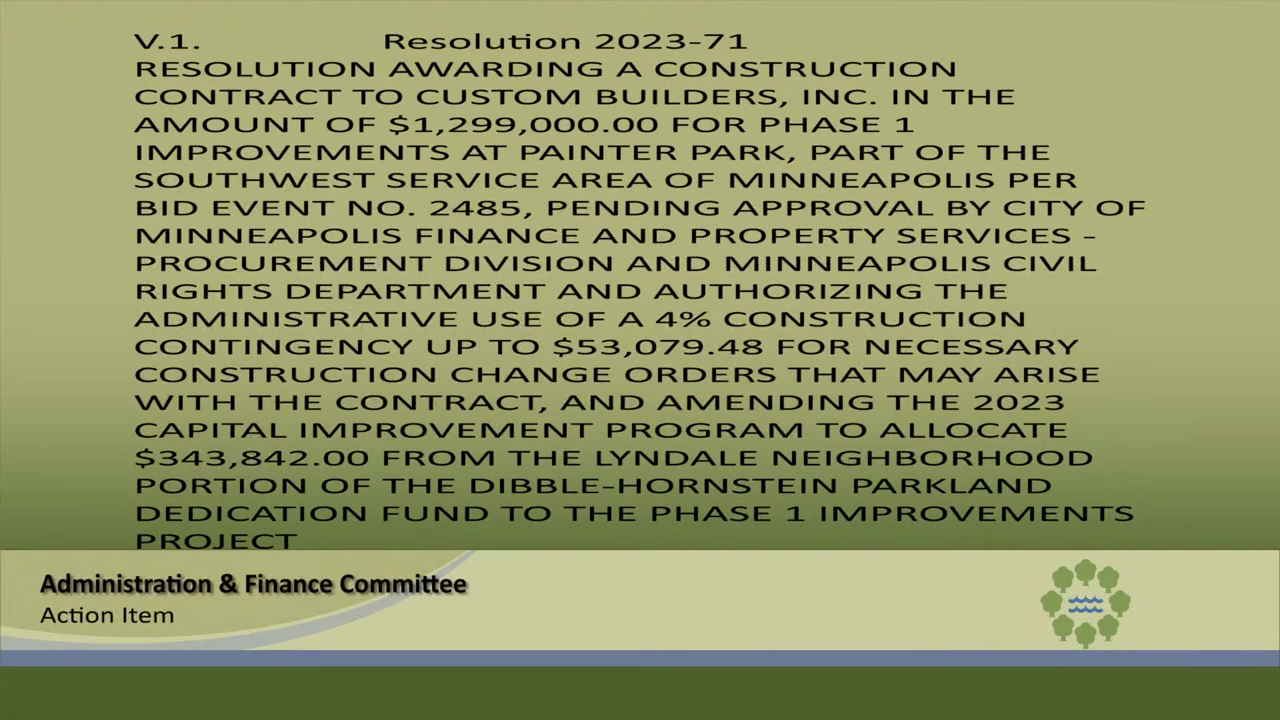 V.1. Resolution 2023-71
RESOLUTION AWARDING A CONSTRUCTION
CONTRACT TO CUSTOM BUILDERS, INC. IN THE
AMOUNT OF $1,299,000.00 FOR PHASE 1
IMPROVEMENTS AT PAINTER PARK, PART OF THE
SOUTHWEST SERVICE AREA OF MINNEAPOLIS PER
BID EVENT NO. 2485, PENDING APPROVAL BY CITY OF
MINNEAPOLIS FINANCE AND PROPERTY SERVICES -
PROCUREMENT DIVISION AND MINNEAPOLIS CIVIL
RIGHTS DEPARTMENT AND AUTHORIZING THE
ADMINISTRATIVE USE OF A 4% CONSTRUCTION
CONTINGENCY UP TO $53,079.48 FOR NECESSARY
CONSTRUCTION CHANGE ORDERS THAT MAY ARISE
WITH THE CONTRACT, AND AMENDING THE 2023
CAPITAL IMPROVEMENT PROGRAM TO ALLOCATE
$343,842.00 FROM THE LYNDALE NEIGHBORHOOD
PORTION OF THE DIBBLE-HORNSTEIN PARKLAND
DEDICATION FUND TO THE PHASE 1 IMPROVEMENTS
PROJECT
Administration & Finance Committee
Action Item